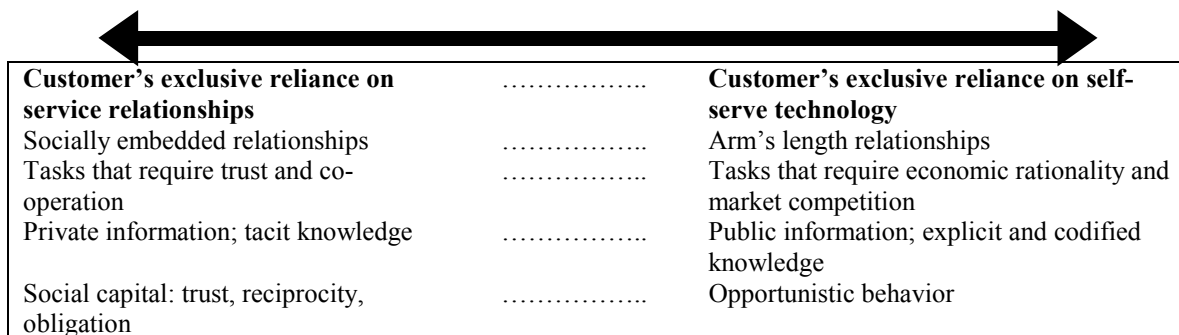 Customer's exclusive reliance on ……………….. Customer's exclusive reliance on self-
service relationships serve technology
Socially embedded relationships ……………….. Arm's length relationships
Tasks that require trust and co- ……………….. Tasks that require economic rationality and
operation market competition
Private information; tacit knowledge ……………….. Public information; explicit and codified
knowledge
Social capital: trust, reciprocity, ……………….. Opportunistic behavior
obligation